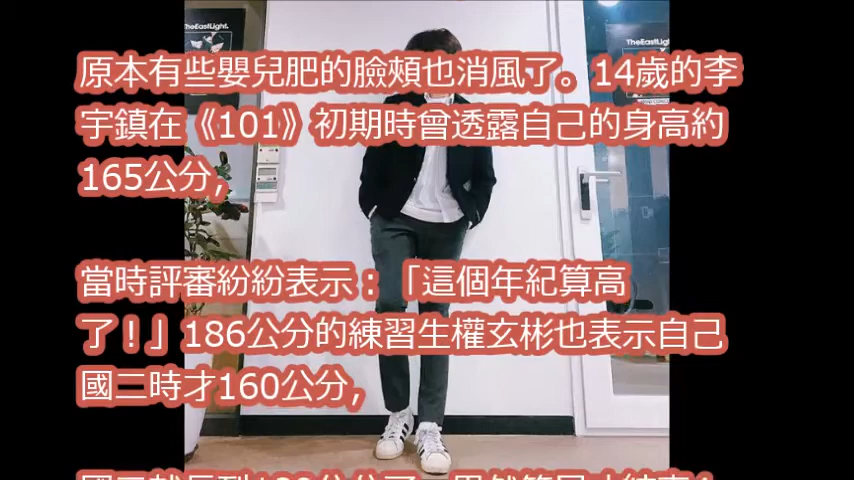 TheEastLight.
TheEastLight.
原本有些嬰兒肥的臉頰也消風了。14歲的李
宇鎮在《101》初期時曾透露自己的身高約
165公分,
當時評審紛紛表示：「這個年紀算高
了！」186公分的練習生權玄彬也表示自己
國二時才160公分,